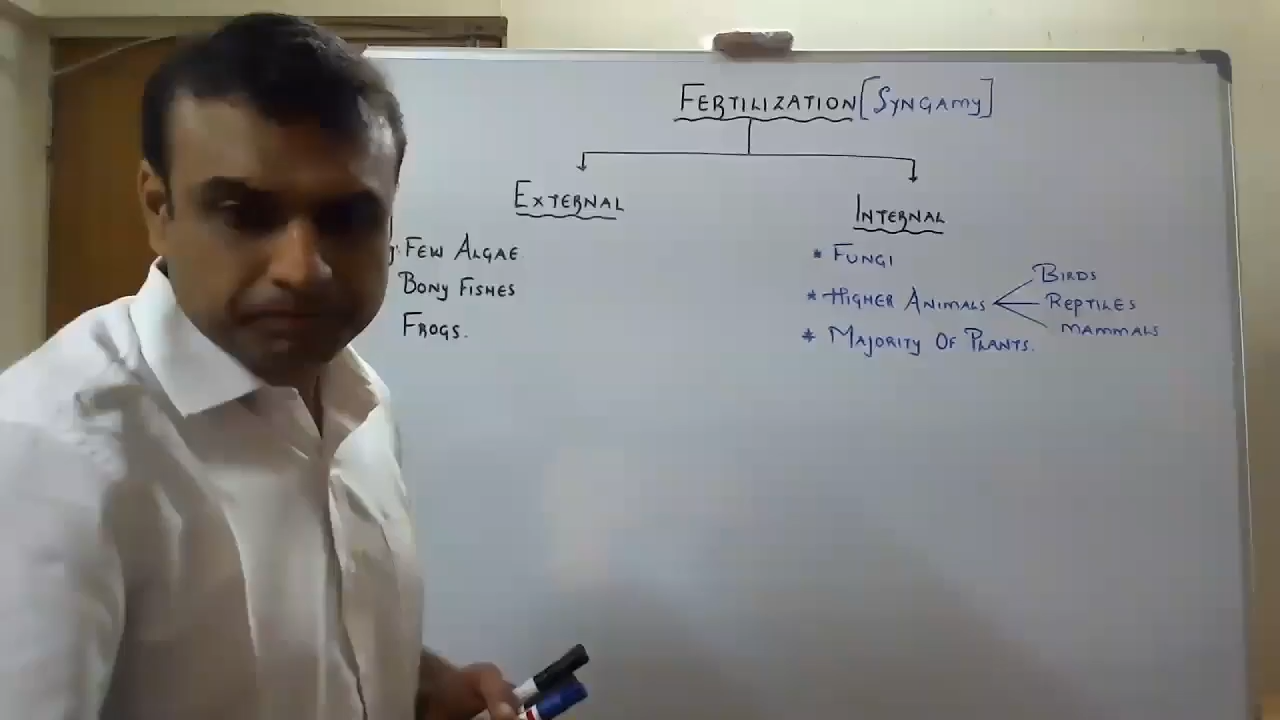 FERTILIZATION [SYNGAMY]
EXTERNAL
INTERNAL
FEW ALGAE
BONY FISHES
FROGS.
* FUNGI
* HIGHER ANIMALS
BIRDS
REPTILES
MAMMALS
* MAJORITY OF PLANTS.